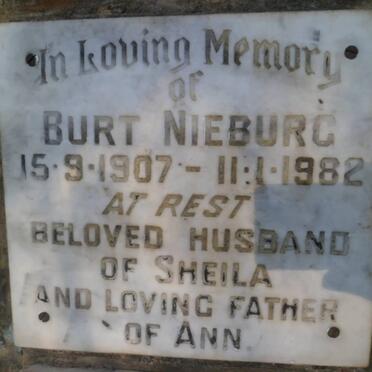 In Loving Memory
of
BURT NIEBURG
15·9·1907 - 11·1·1982
AT REST
BELOVED HUSBAND
OF SHEILA
AND LOVING FATHER
OF ANN